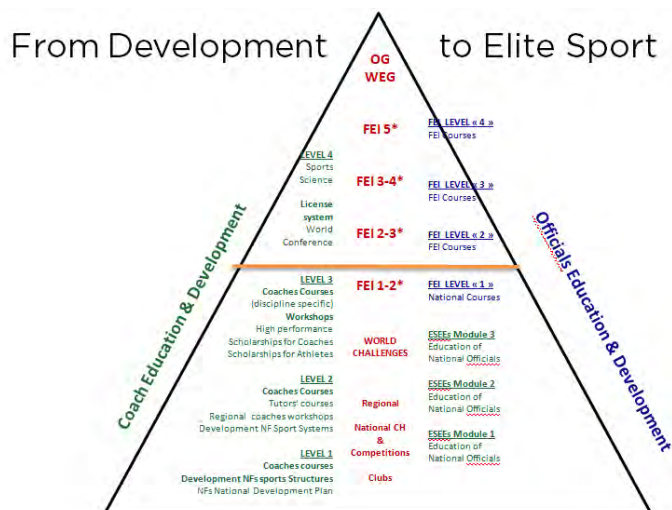 From Development to Elite Sport
OG
WEG
FEI 5*
FEI 3-4*
FEI 2-3*
FEI 1-2*
WORLD
CHALLENGES
Regional
National CH
&
Competitions
Clubs
Coach Education & Development
LEVEL 4
Sports
Science
License
system
World
Conference
LEVEL 3
Coaches Courses
(discipline specific)
Workshops
High performance
Scholarships for Coaches
Scholarships for Athletes
LEVEL 2
Coaches Courses
Tutors' courses
Regional coaches workshops
Development NF Sport Systems
LEVEL 1
Coaches courses
Development NFs sports Structures
NFs National Development Plan
FEI LEVEL « 4 »
FEI Courses
FEI LEVEL « 3 »
FEI Courses
FEI LEVEL « 2 »
FEI Courses
FEI LEVEL « 1 »
National Courses
ESEEs Module 3
Education of
National Officials
ESEEs Module 2
Education of
National Officials
ESEEs Module 1
Education of
National Officials
Officials Education & Development